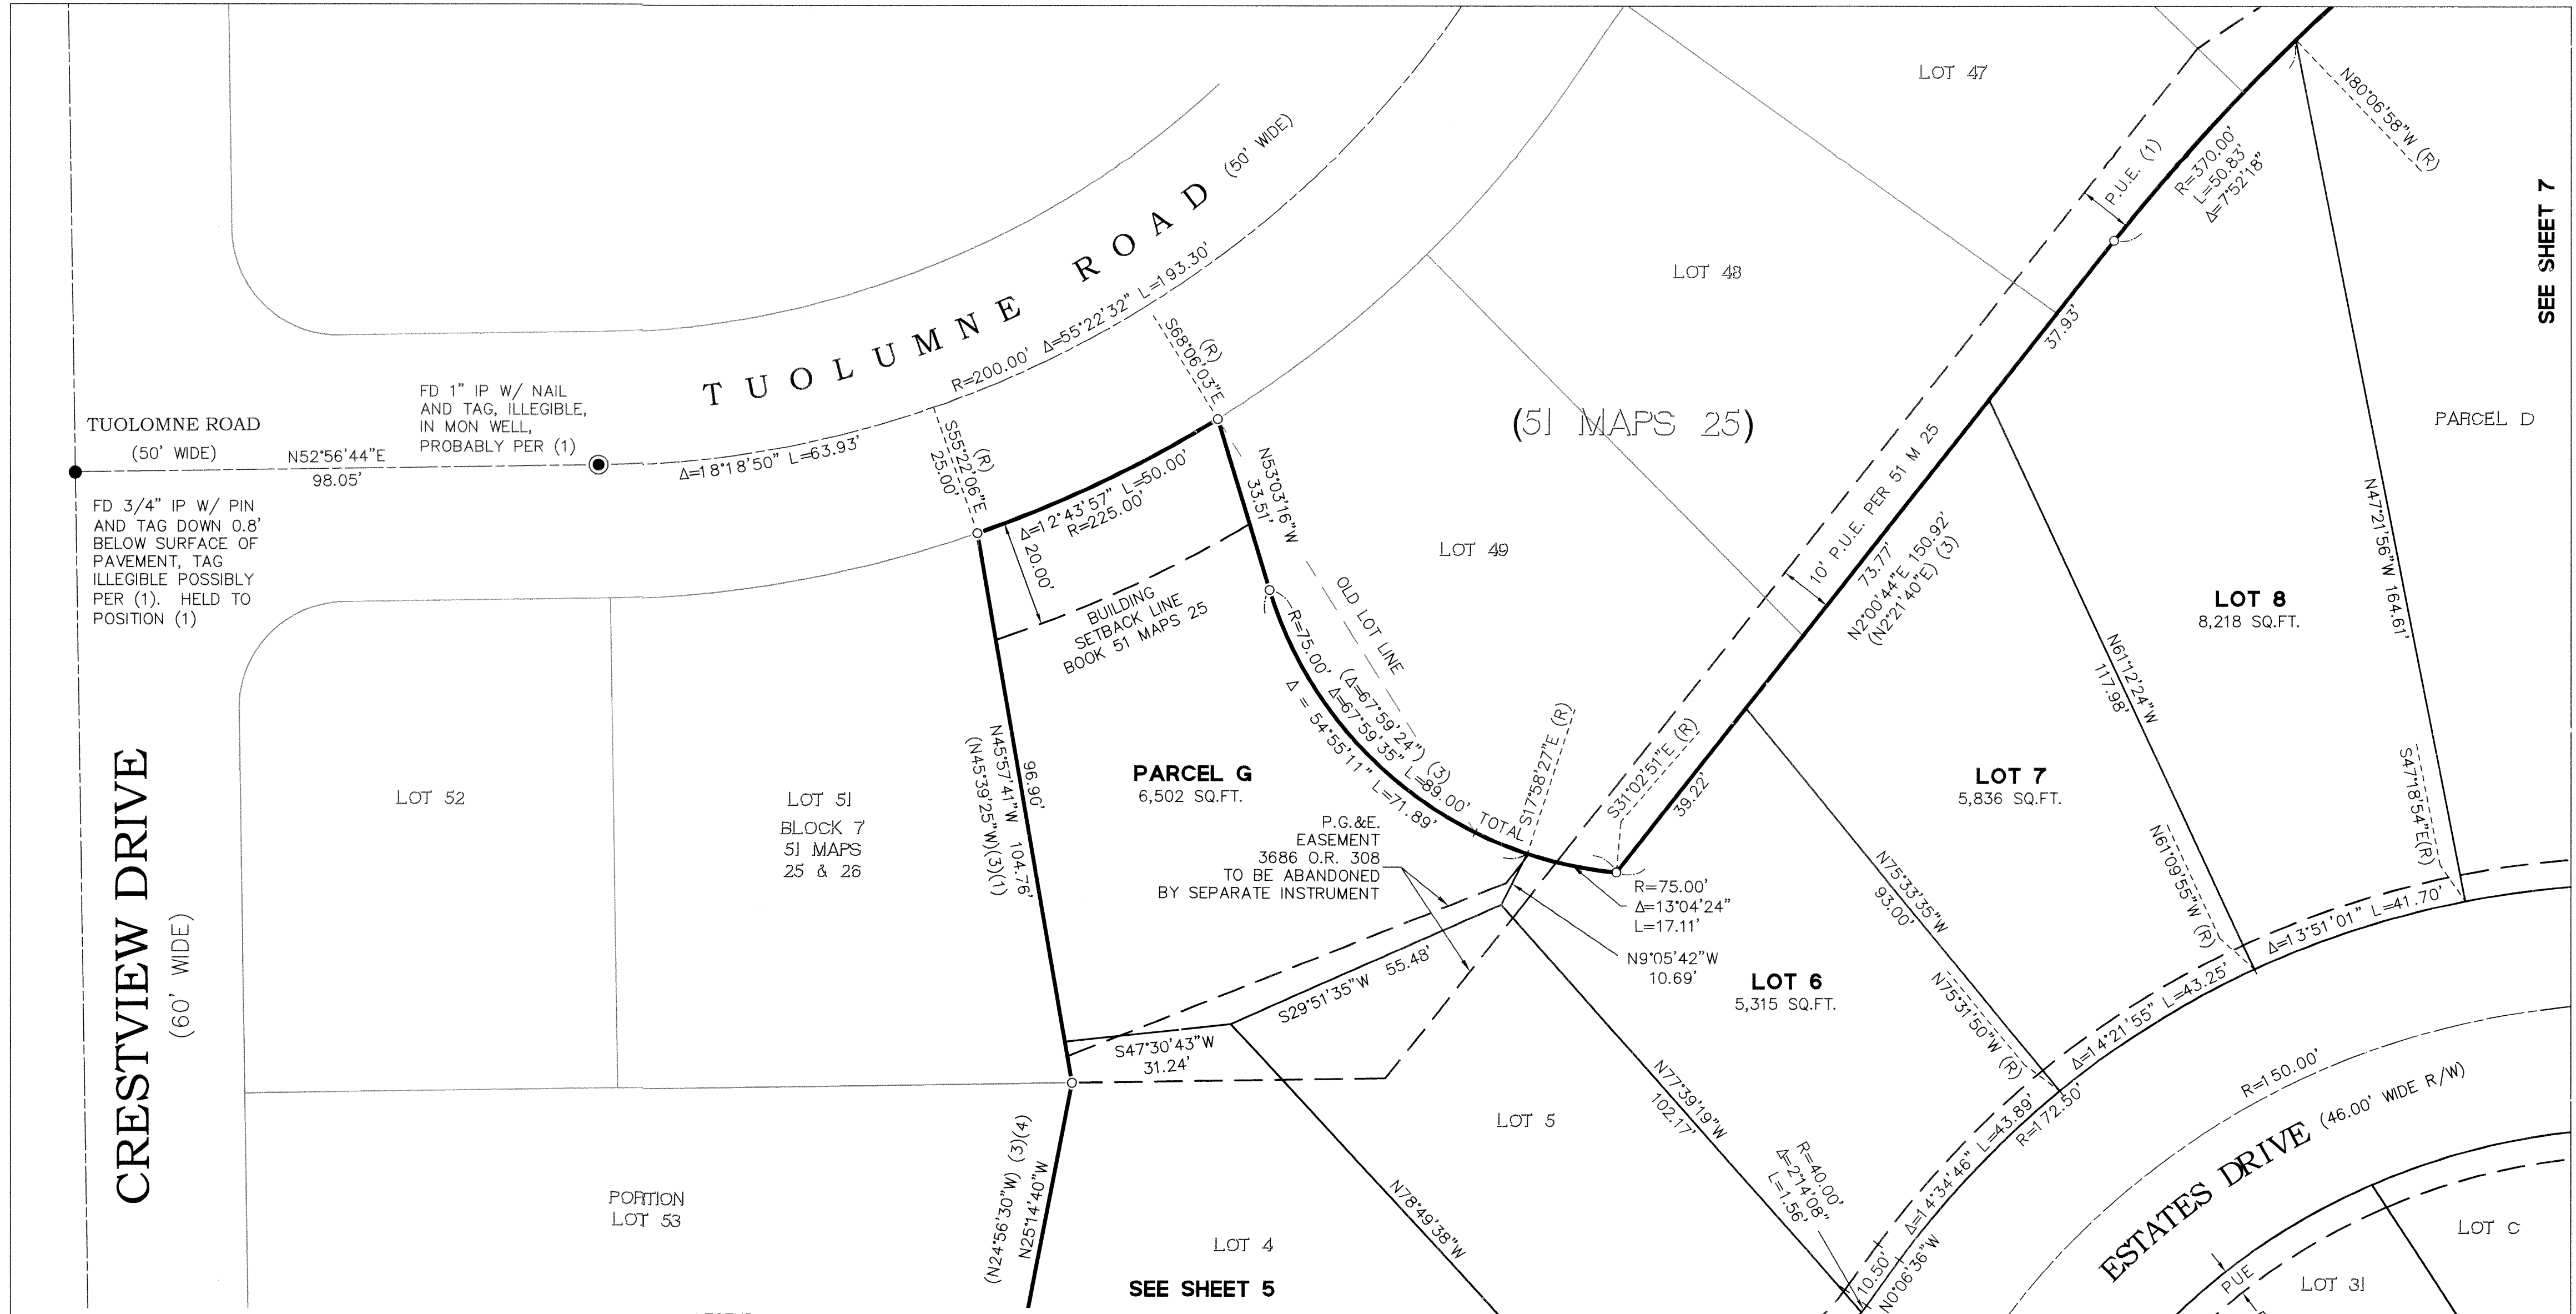 LOT 47
N80°06'58"W (R)
P.U.E. (1)
R=370.00'
L=50.83'
Δ=7°52'18"
SEE SHEET 7
TUOLUMNE ROAD (50' WIDE)
R=200.00' Δ=55°22'32" L=193.30'
LOT 48
37.93'
S68°06'03"E
(R)
FD 1" IP W/ NAIL
AND TAG, ILLEGIBLE,
IN MON WELL,
PROBABLY PER (1)
TUOLOMNE ROAD
(50' WIDE)
N52°56'44"E
98.05'
Δ=18°18'50" L=63.93'
S55°22'06"E
25.00'
(R)
(51 MAPS 25)
PARCEL D
FD 3/4" IP W/ PIN
AND TAG DOWN 0.8'
BELOW SURFACE OF
PAVEMENT, TAG
ILLEGIBLE POSSIBLY
PER (1). HELD TO
POSITION (1)
Δ=12°43'57" L=50.00'
R=225.00'
20.00'
N53°03'16"W
33.51'
LOT 49
10' P.U.E. PER 51 M 25
73.77'
N2°00'44"E 150.92'
(N2°21'40"E) (3)
BUILDING
SETBACK LINE
BOOK 51 MAPS 25
OLD LOT LINE
LOT 8
8,218 SQ.FT.
N47°21'56"W 164.61'
N61°12'24"W
117.98'
R=75.00'
(Δ=67°59'24") (3)
Δ=67°59'35" L=89.00' TOTAL
Δ = 54°55'11" L=71.89'
S17°58'27"E (R)
S31°02'51"E (R)
39.22'
N45°57'41"W 104.76'
96.90'
(N45°39'25"W)(3)(1)
PARCEL G
6,502 SQ.FT.
LOT 7
5,836 SQ.FT.
LOT 52
LOT 51
BLOCK 7
51 MAPS
25 & 26
CRESTVIEW DRIVE
(60' WIDE)
P.G.&E.
EASEMENT
3686 O.R. 308
TO BE ABANDONED
BY SEPARATE INSTRUMENT
R=75.00'
Δ=13°04'24"
L=17.11'
N9°05'42"W
10.69'
N75°33'35"W
93.00'
N61°09'55"W (R)
S47°18'54"E(R)
Δ=13°51'01" L=41.70'
S29°51'35"W 55.48'
S47°30'43"W
31.24'
LOT 6
5,315 SQ.FT.
N75°31'50"W (R)
Δ=14°21'55" L=43.25'
R=150.00'
LOT 5
N77°39'19"W
102.17'
Δ=14°34'46" L=43.89'
R=172.50'
ESTATES DRIVE (46.00' WIDE R/W)
R=40.00'
Δ=2°14'08"
L=1.56'
(N24°56'30"W) (3)(4)
N25°14'40"W
PORTION
LOT 53
N78°49'38"W
LOT 4
SEE SHEET 5
10.50'
N0°06'36"W
PUE
LOT 31
LOT C